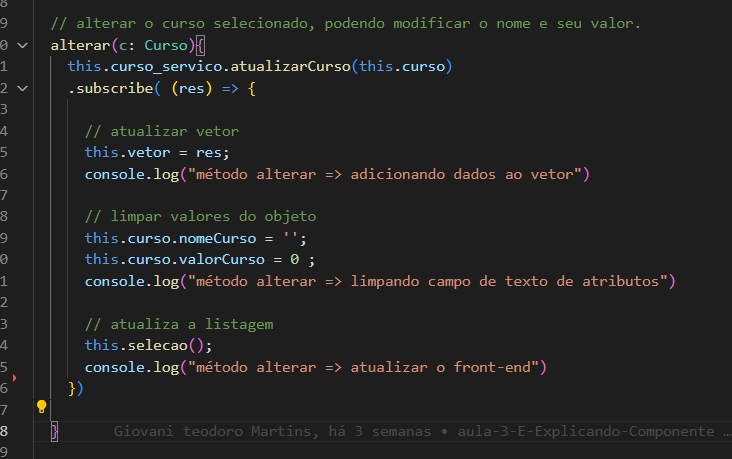 8
9 // alterar o curso selecionado, podendo modificar o nome e seu valor.
0 alterar(c: Curso){
1 this.curso_servico.atualizarCurso(this.curso)
2 .subscribe( (res) => {
3
4 // atualizar vetor
5 this.vetor = res;
6 console.log("método alterar => adicionando dados ao vetor")
7
8 // limpar valores do objeto
9 this.curso.nomeCurso = '';
0 this.curso.valorCurso = 0 ;
1 console.log("método alterar => limpando campo de texto de atributos")
2
3 // atualiza a listagem
4 this.selecao();
5 console.log("método alterar => atualizar o front-end")
6 })
7
8 } Giovani teodoro Martins, há 3 semanas • aula-3-E-Explicando-Componente …
9